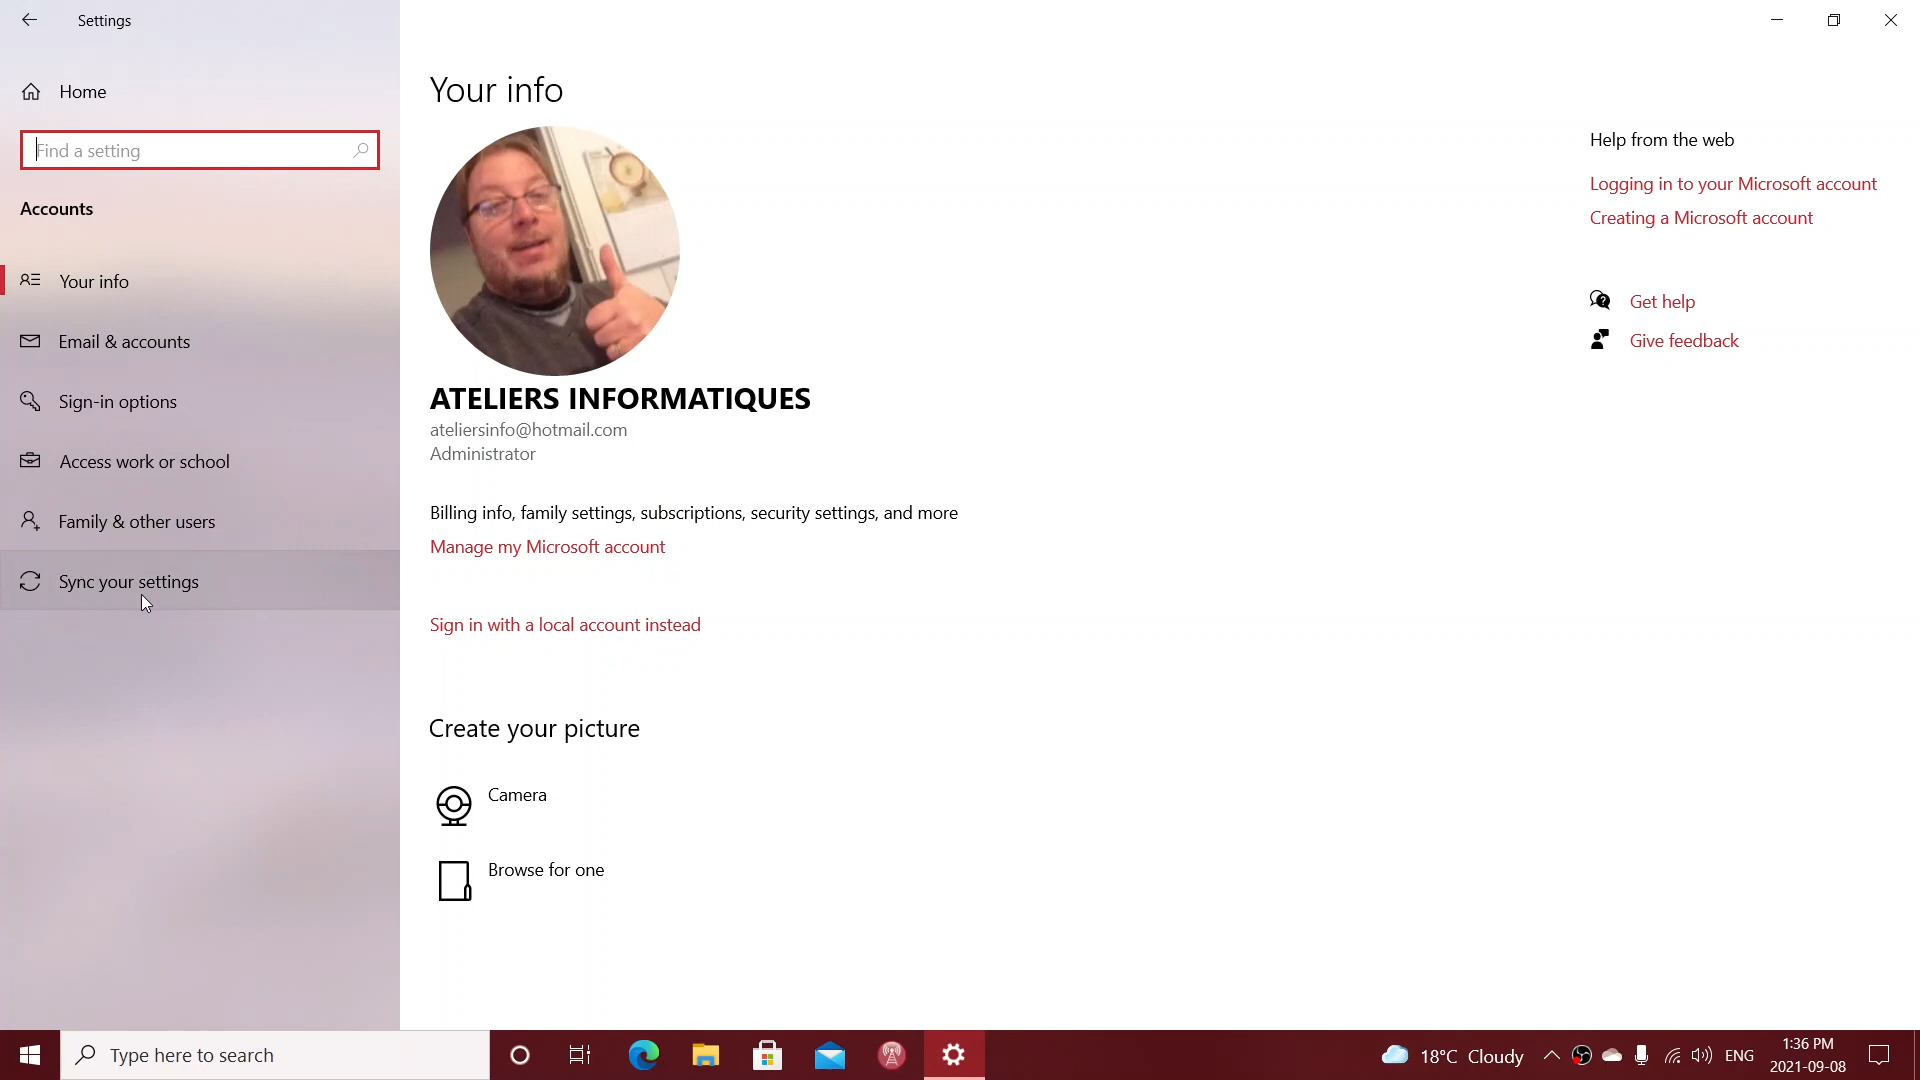 Settings
Home
Find a setting
Accounts
Your info
Email & accounts
Sign-in options
Access work or school
Family & other users
Sync your settings
Your info
ATELIERS INFORMATIQUES
ateliersinfo@hotmail.com
Administrator
Billing info, family settings, subscriptions, security settings, and more
Manage my Microsoft account
Sign in with a local account instead
Create your picture
Camera
Browse for one
Help from the web
Logging in to your Microsoft account
Creating a Microsoft account
Get help
Give feedback
Type here to search
18°C Cloudy
ENG
1:36 PM
2021-09-08